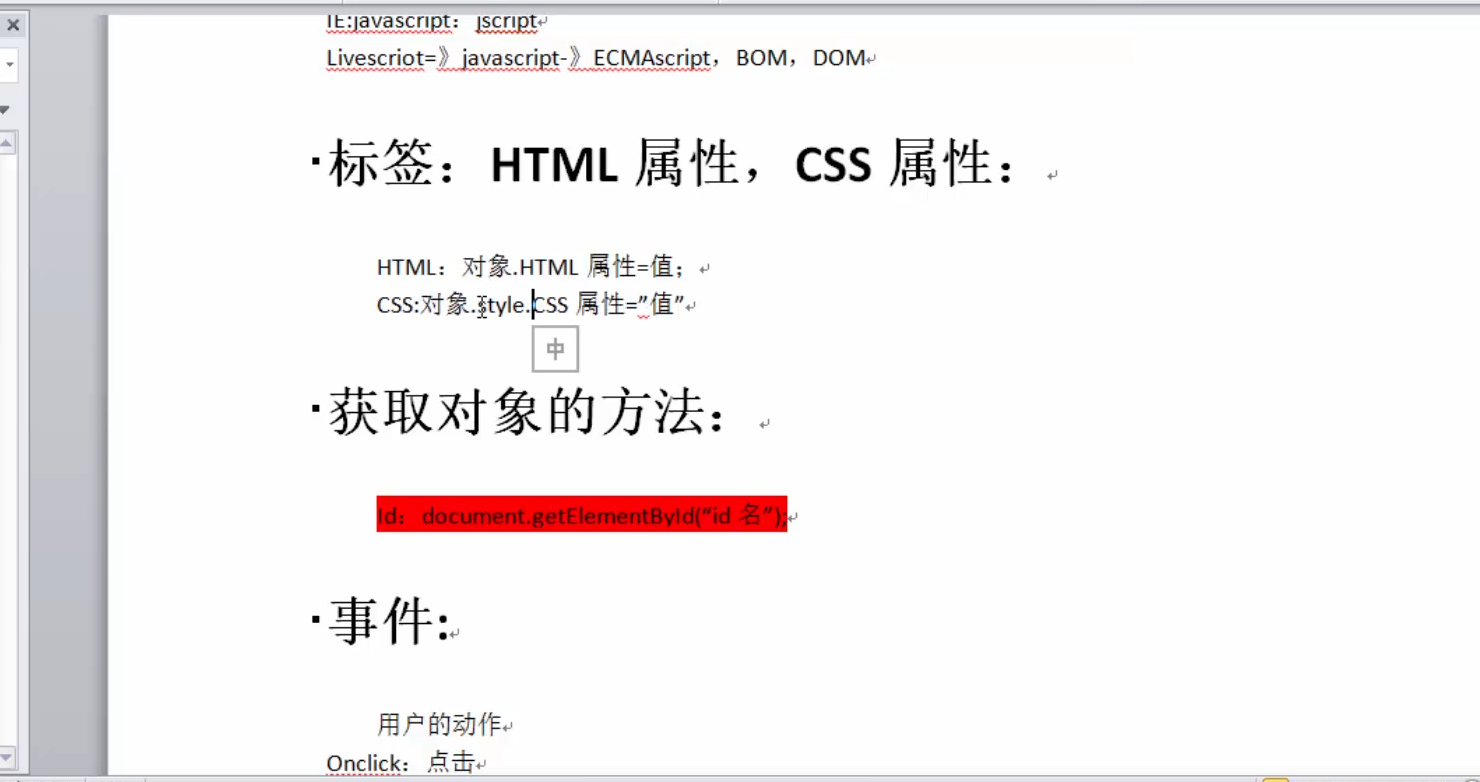 IE:javascript：jscript
Livescriot=》javascript-》ECMAscript，BOM，DOM
·标签：HTML 属性，CSS 属性：
HTML：对象.HTML 属性=值；
CSS:对象.style.CSS 属性=”值”
中
·获取对象的方法：
Id：document.getElementById(“id 名”);
·事件:
用户的动作
Onclick：点击